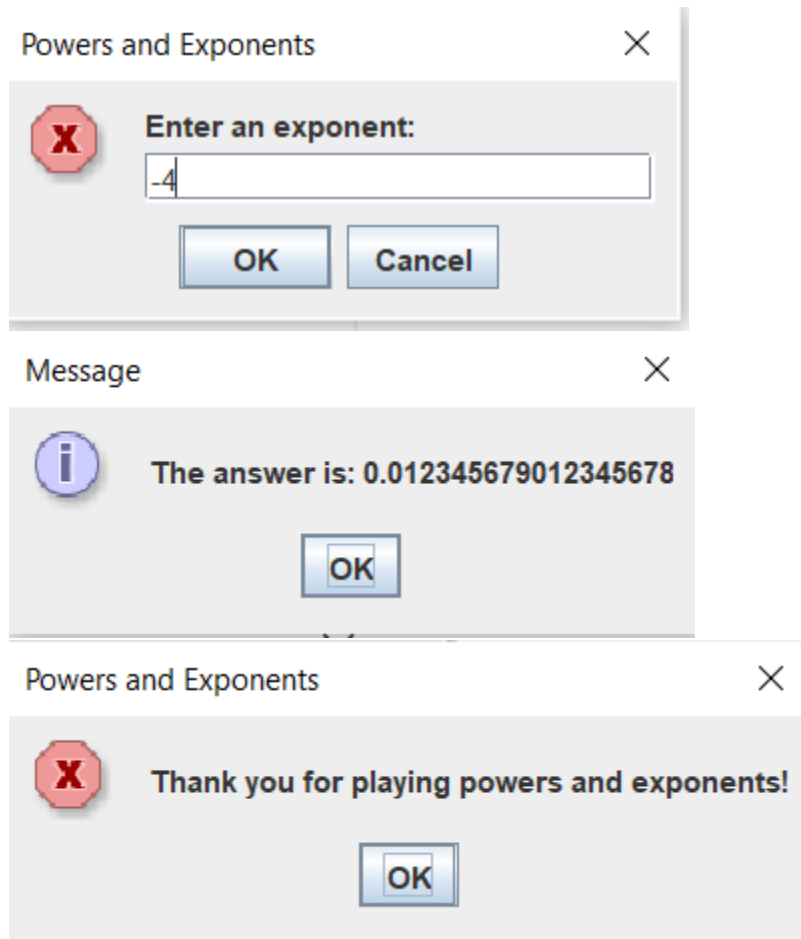 Powers and Exponents
Enter an exponent:
-4
OK Cancel
Message
The answer is: 0.012345679012345678
OK
Powers and Exponents
Thank you for playing powers and exponents!
OK